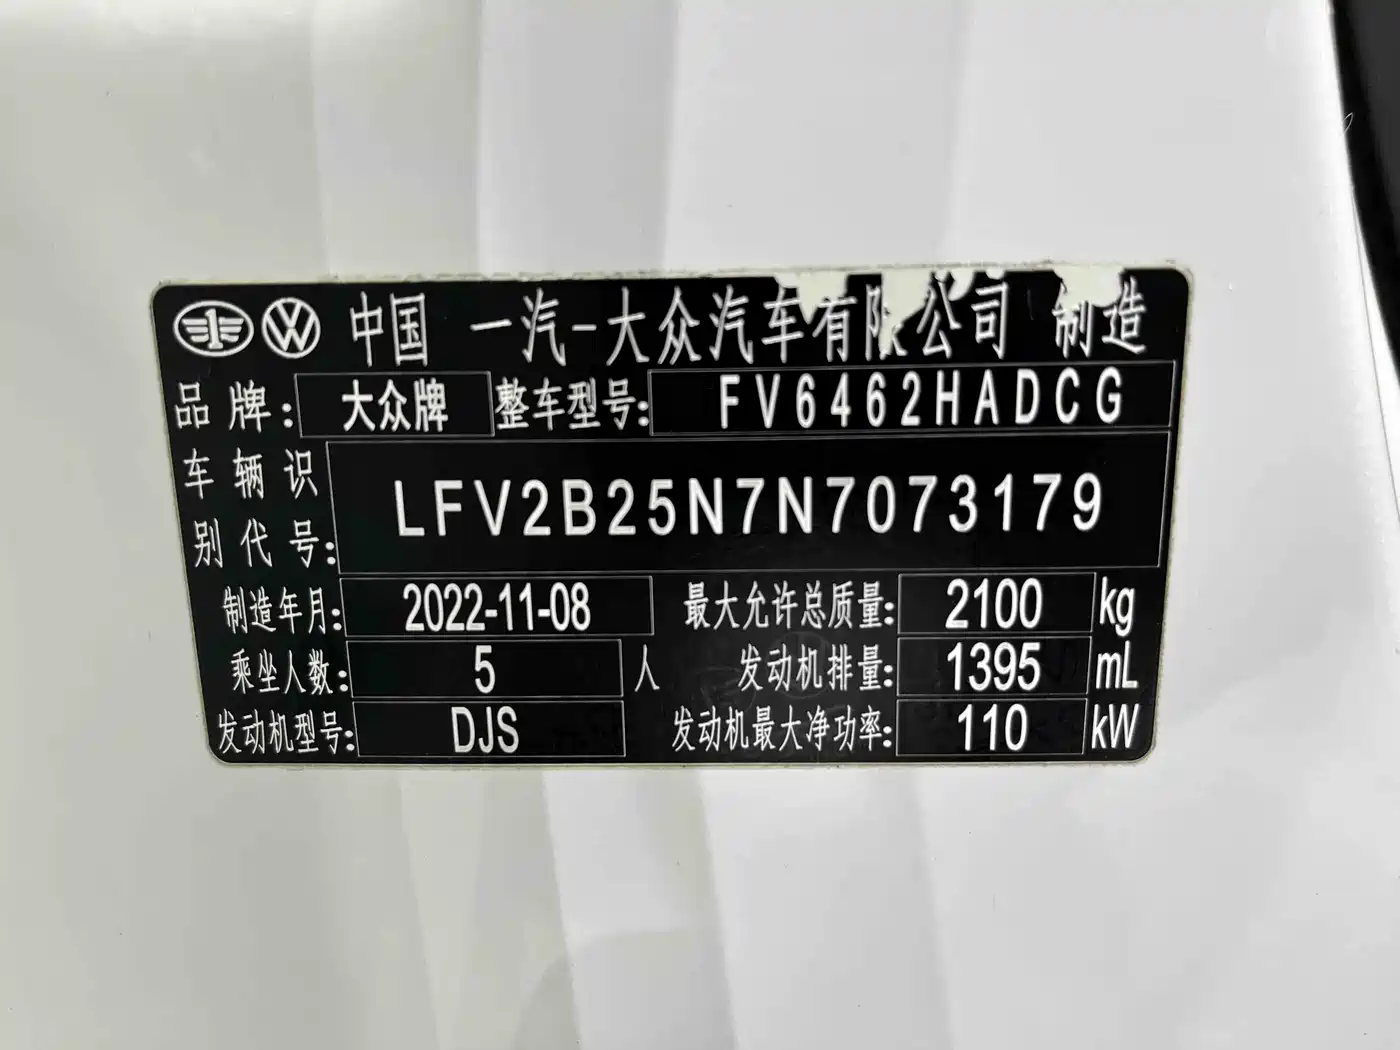 中国 一汽-大众汽车有限公司 制造
品牌: 大众牌 整车型号: FV6462HADCG
车辆识别代号: LFV2B25N7N7073179
制造年月: 2022-11-08 最大允许总质量: 2100 kg
乘坐人数: 5 人 发动机排量: 1395 mL
发动机型号: DJS 发动机最大净功率: 110 kW